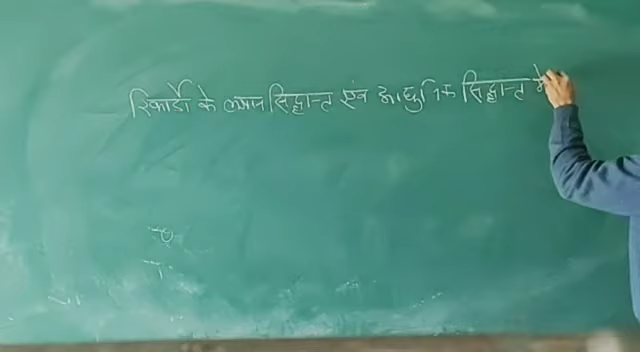 रिकार्डो के लगान सिद्धान्त एवं आधुनिक सिद्धान्त में